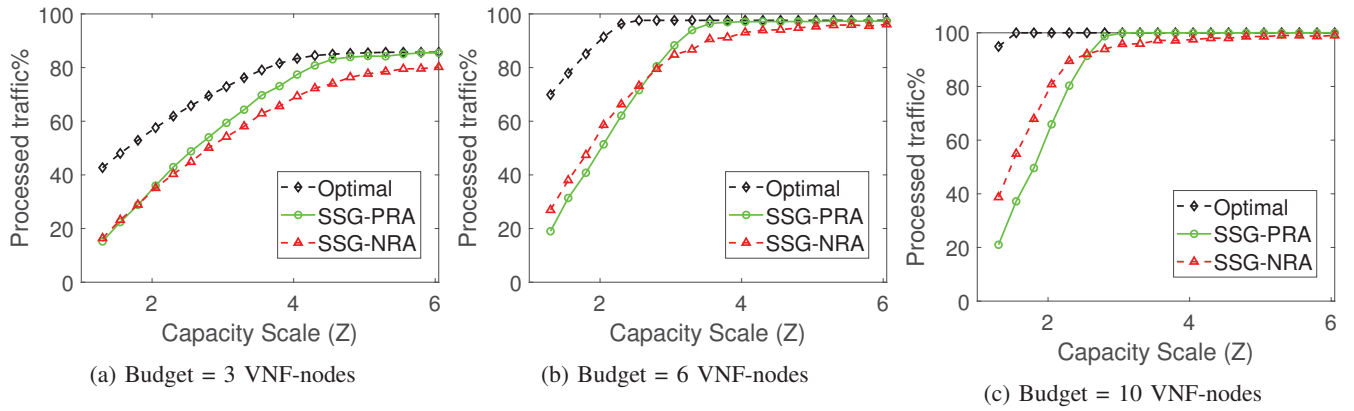 Processed traffic%
100
80
60
40
20
0
2
4
6
Capacity Scale (Z)
Optimal
SSG-PRA
SSG-NRA
(a) Budget = 3 VNF-nodes
Processed traffic%
100
80
60
40
20
0
2
4
6
Capacity Scale (Z)
Optimal
SSG-PRA
SSG-NRA
(b) Budget = 6 VNF-nodes
Processed traffic%
100
80
60
40
20
0
2
4
6
Capacity Scale (Z)
Optimal
SSG-PRA
SSG-NRA
(c) Budget = 10 VNF-nodes